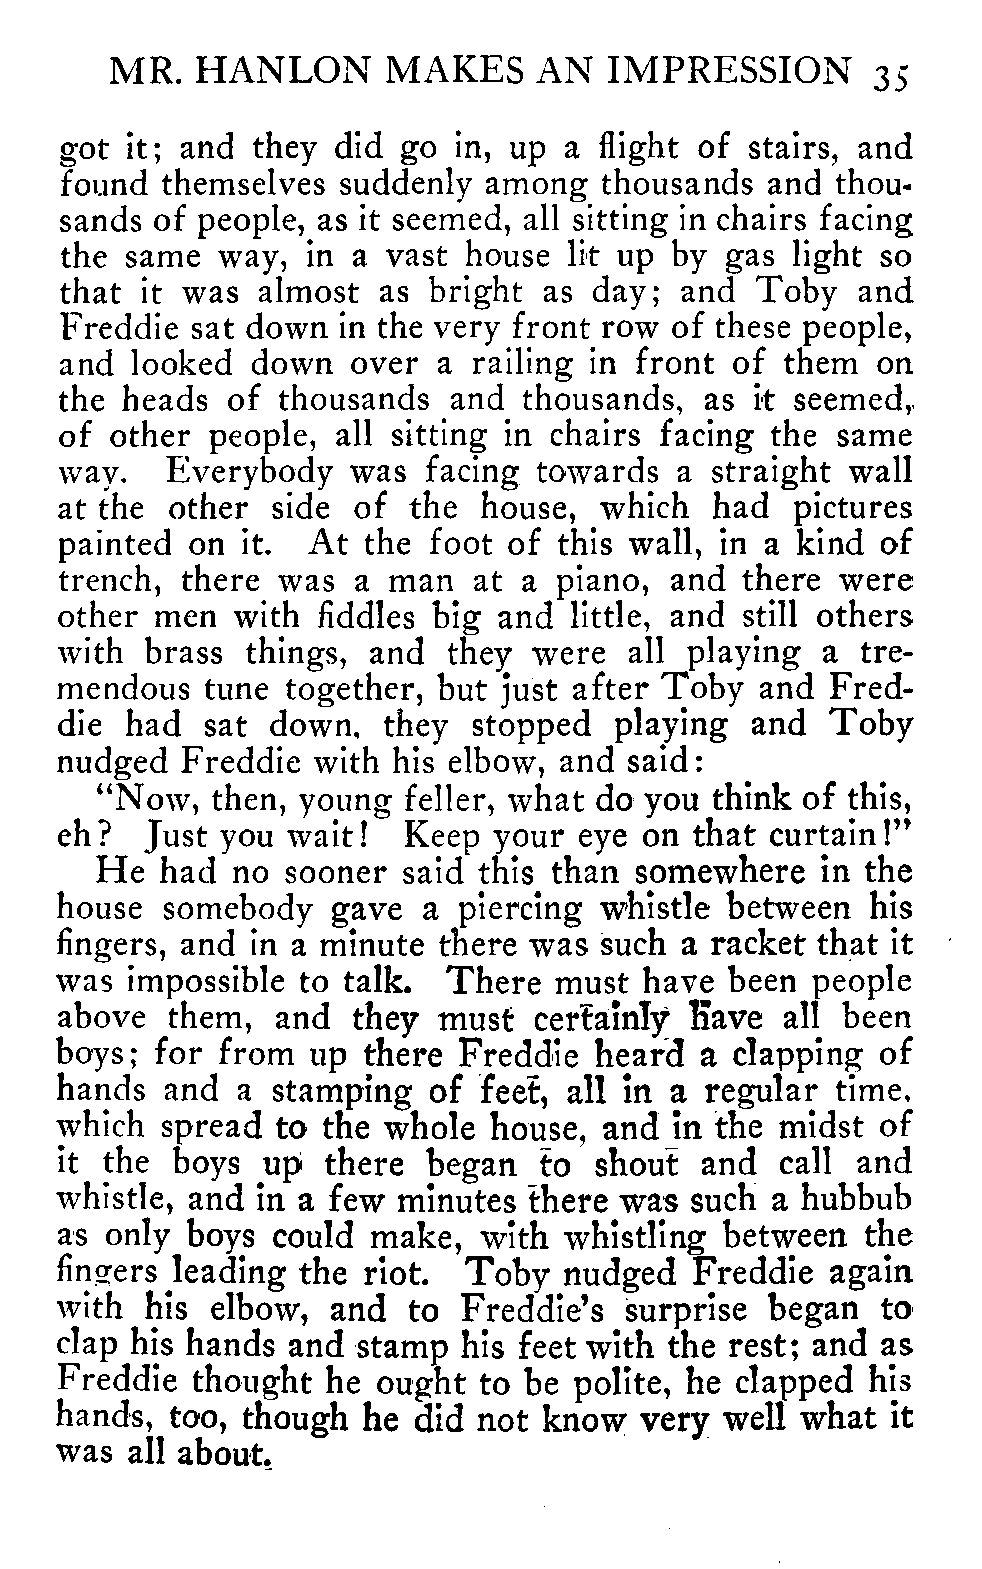 MR. HANLON MAKES AN IMPRESSION 35
got it; and they did go in, up a flight of stairs, and
found themselves suddenly among thousands and thou-
sands of people, as it seemed, all sitting in chairs facing
the same way, in a vast house lit up by gas light so
that it was almost as bright as day; and Toby and
Freddie sat down in the very front row of these people,
and looked down over a railing in front of them on
the heads of thousands and thousands, as it seemed,
of other people, all sitting in chairs facing the same
way. Everybody was facing towards a straight wall
at the other side of the house, which had pictures
painted on it. At the foot of this wall, in a kind of
trench, there was a man at a piano, and there were
other men with fiddles big and little, and still others
with brass things, and they were all playing a tre-
mendous tune together, but just after Toby and Fred-
die had sat down, they stopped playing and Toby
nudged Freddie with his elbow, and said:
"Now, then, young feller, what do you think of this,
eh? Just you wait! Keep your eye on that curtain!"
He had no sooner said this than somewhere in the
house somebody gave a piercing whistle between his
fingers, and in a minute there was such a racket that it
was impossible to talk. There must have been people
above them, and they must certainly have all been
boys; for from up there Freddie heard a clapping of
hands and a stamping of feet, all in a regular time,
which spread to the whole house, and in the midst of
it the boys up there began to shout and call and
whistle, and in a few minutes there was such a hubbub
as only boys could make, with whistling between the
fingers leading the riot. Toby nudged Freddie again
with his elbow, and to Freddie's surprise began to
clap his hands and stamp his feet with the rest; and as
Freddie thought he ought to be polite, he clapped his
hands, too, though he did not know very well what it
was all about.